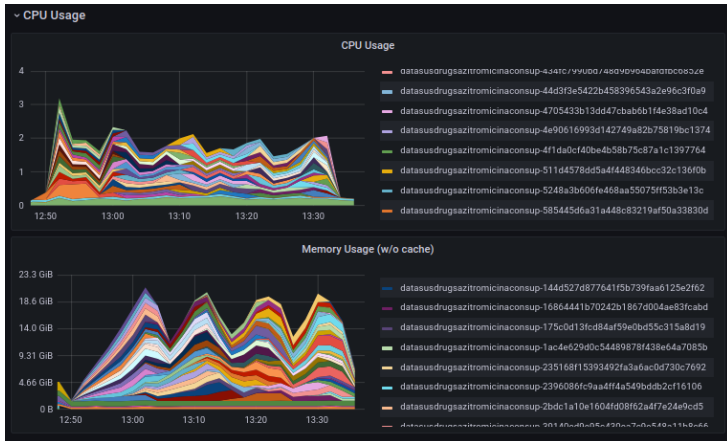 CPU Usage
CPU Usage
4
3
2
1
0
12:50 13:00 13:10 13:20 13:30
datasusdrugsazitromicinaconsup-44d3f3e5422b458396543a2e96c3f0a9
datasusdrugsazitromicinaconsup-4705433b13dd47cbab6b1f4e38ad10c4
datasusdrugsazitromicinaconsup-4e90616993d142749a82b75819bc1374
datasusdrugsazitromicinaconsup-4f1da0cf40be4b58b75c87a1c1397764
datasusdrugsazitromicinaconsup-511d4578dd5a4f448346bcc32c136f0b
datasusdrugsazitromicinaconsup-5248a3b606fe468aa55075ff53b3e13c
datasusdrugsazitromicinaconsup-585445d6a31a448c83219af50a33830d
Memory Usage (w/o cache)
23.3 GiB
18.6 GiB
14.0 GiB
9.31 GiB
4.66 GiB
0 B
12:50 13:00 13:10 13:20 13:30
datasusdrugsazitromicinaconsup-144d527d877641f5b739faa6125e2f62
datasusdrugsazitromicinaconsup-16864441b70242b1867d004ae83fcabd
datasusdrugsazitromicinaconsup-175c0d13fcd84af59e0bd55c315a8d19
datasusdrugsazitromicinaconsup-1ac4e629d0c54489878f438e64a7085b
datasusdrugsazitromicinaconsup-235168f15393492fa3a6ac0d730c7692
datasusdrugsazitromicinaconsup-2396086fc9aa4ff4a549bddb2cf16106
datasusdrugsazitromicinaconsup-2bdc1a10e1604fd08f62a4f7e24e9cd5